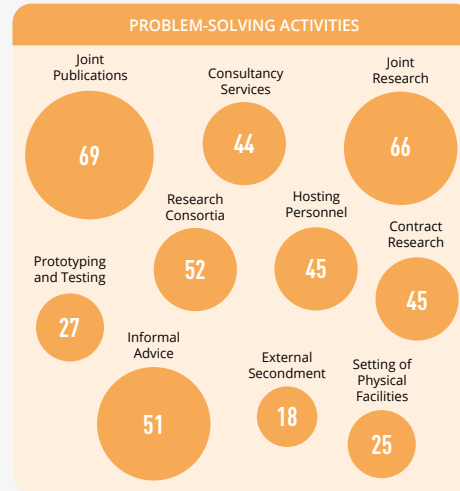 PROBLEM-SOLVING ACTIVITIES
Joint
Publications
69
Consultancy
Services
44
Joint
Research
66
Research
Consortia
52
Hosting
Personnel
45
Contract
Research
45
Prototyping
and Testing
27
Informal
Advice
51
External
Secondment
18
Setting of
Physical
Facilities
25